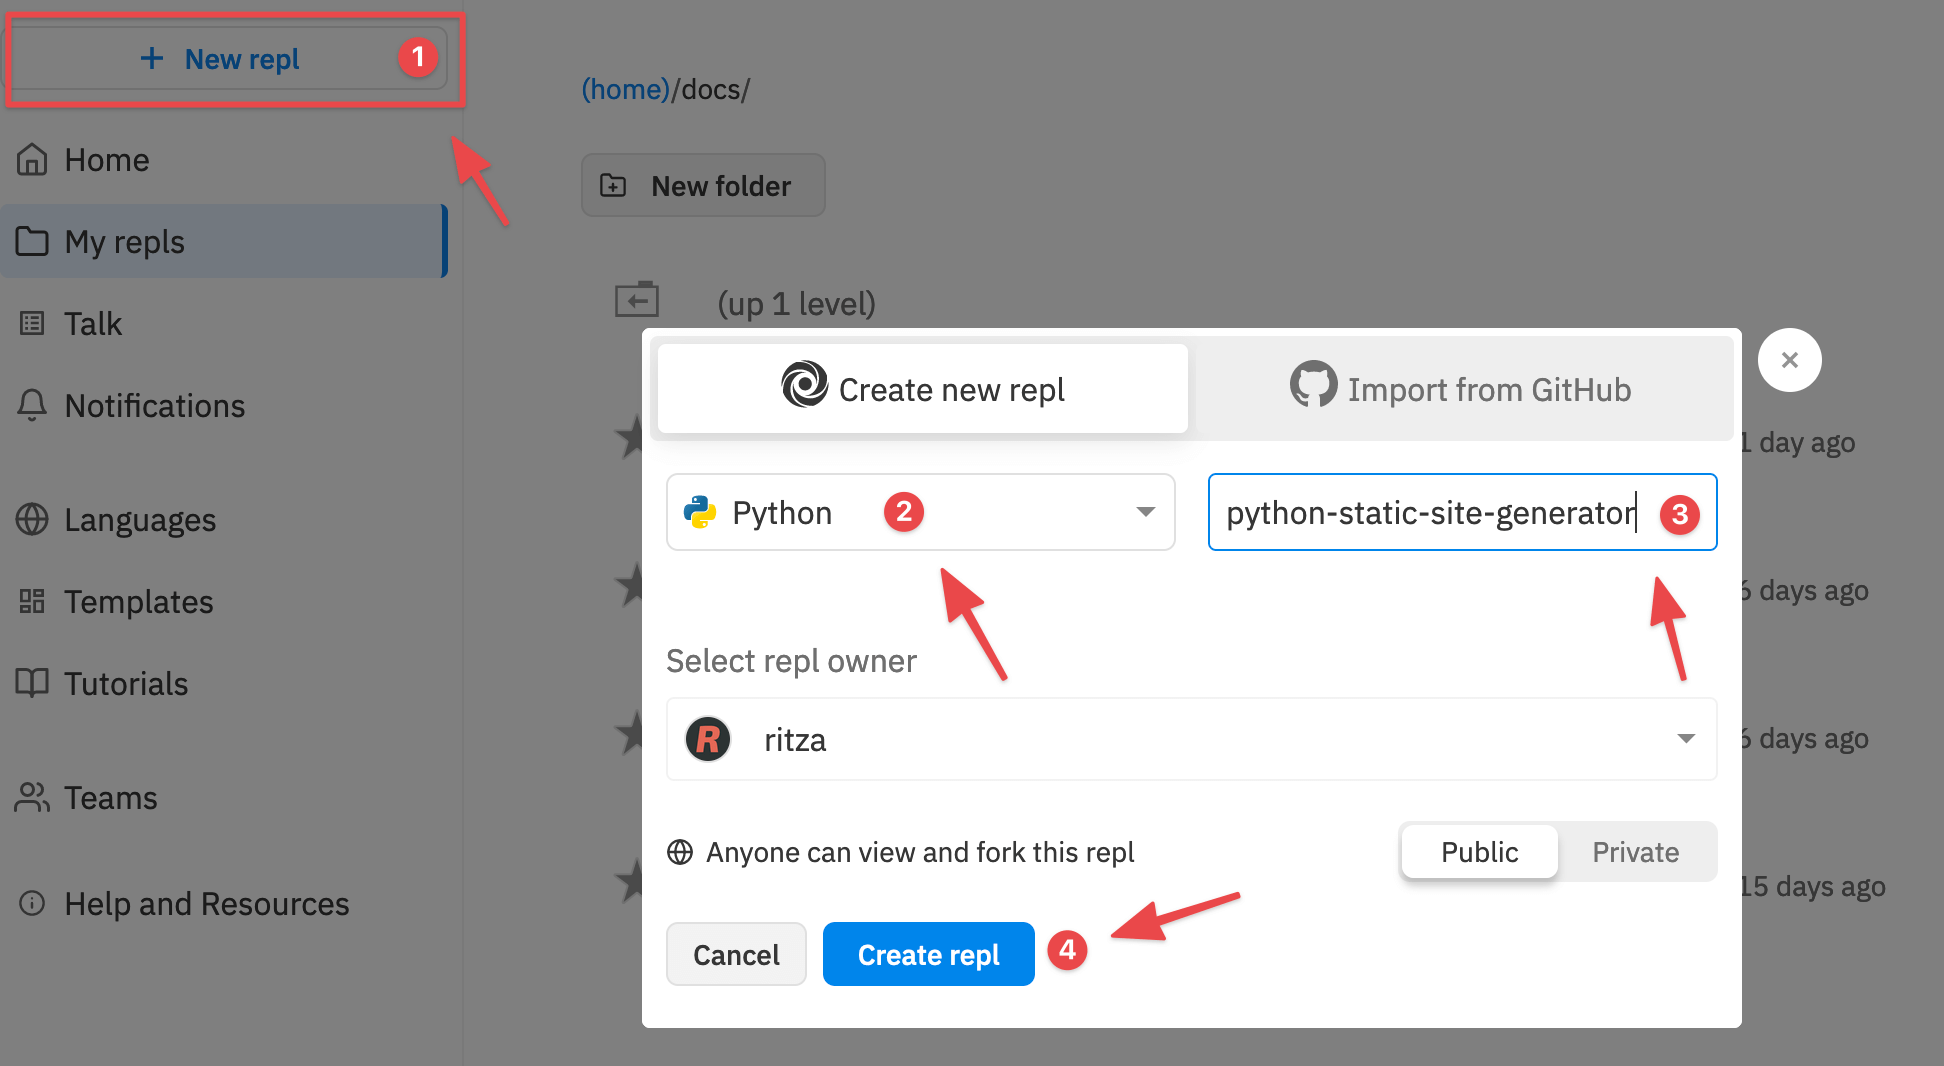 + New repl 1
Home
My repls
Talk
Notifications
Languages
Templates
Tutorials
Teams
Help and Resources
(home)/docs/
New folder
(up 1 level)
Create new repl
Import from GitHub
×
1 day ago
Python 2
python-static-site-generator 3
6 days ago
Select repl owner
R ritza
6 days ago
Anyone can view and fork this repl
Public Private
15 days ago
Cancel
Create repl 4